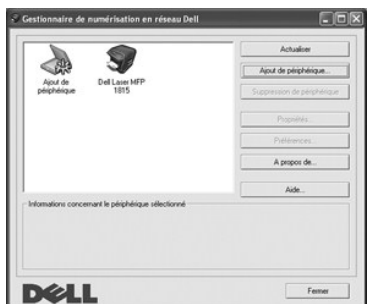 Gestionnaire de numérisation en réseau Dell
Ajout de périphérique
Dell Laser MFP 1815
Actualiser
Ajout de périphérique...
Suppression de périphérique
Propriétés...
Préférences...
A propos de...
Aide...
Informations concernant le périphérique sélectionné
DELL
Fermer